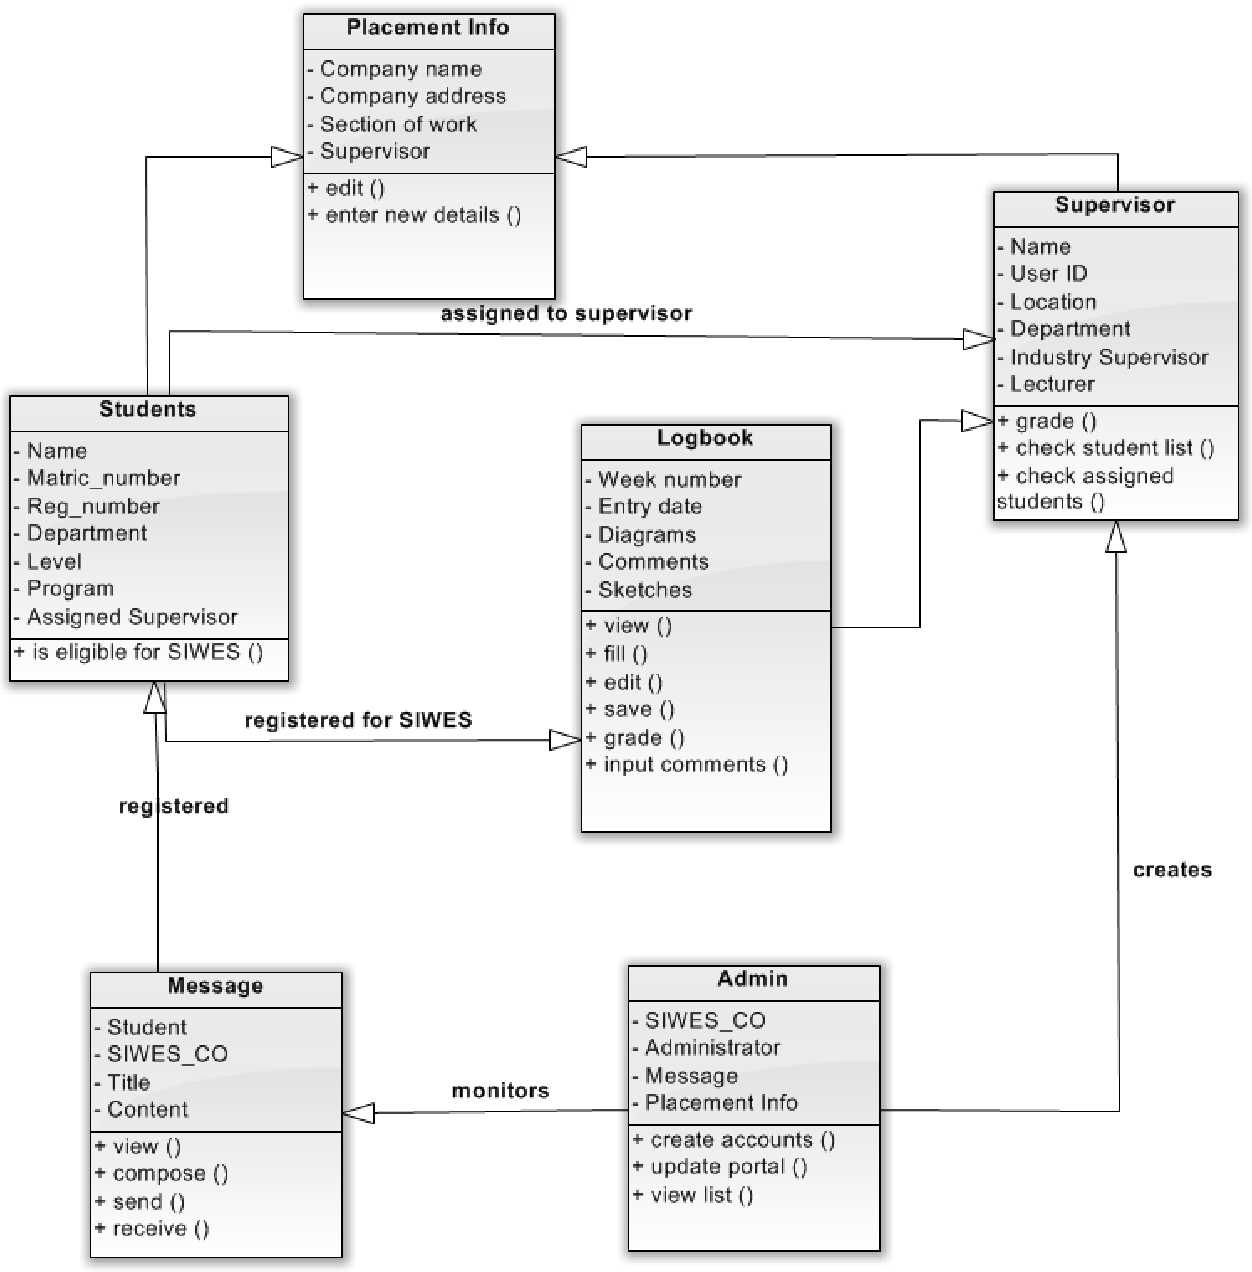 Placement Info
- Company name
- Company address
- Section of work
- Supervisor
+ edit ()
+ enter new details ()
Supervisor
- Name
- User ID
- Location
- Department
- Industry Supervisor
- Lecturer
+ grade ()
+ check student list ()
+ check assigned
students ()
assigned to supervisor
Students
- Name
- Matric_number
- Reg_number
- Department
- Level
- Program
- Assigned Supervisor
+ is eligible for SIWES ()
Logbook
- Week number
- Entry date
- Diagrams
- Comments
- Sketches
+ view ()
+ fill ()
+ edit ()
+ save ()
+ grade ()
+ input comments ()
registered for SIWES
registered
creates
Message
- Student
- SIWES_CO
- Title
- Content
+ view ()
+ compose ()
+ send ()
+ receive ()
monitors
Admin
- SIWES_CO
- Administrator
- Message
- Placement Info
+ create accounts ()
+ update portal ()
+ view list ()